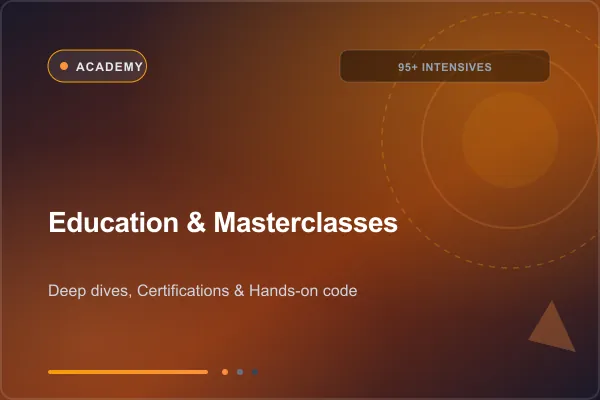 ACADEMY
95+ INTENSIVES
Education & Masterclasses
Deep dives, Certifications & Hands-on code